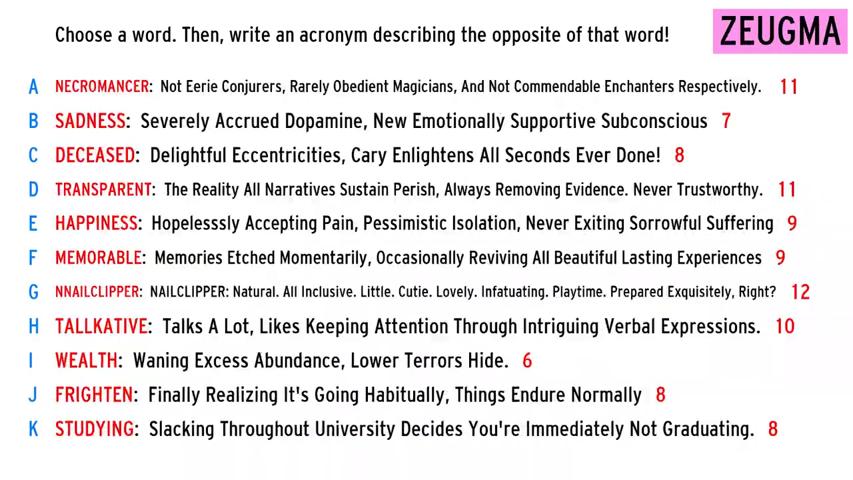 Choose a word. Then, write an acronym describing the opposite of that word!
ZEUGMA
A NECROMANCER: Not Eerie Conjurers, Rarely Obedient Magicians, And Not Commendable Enchanters Respectively. 11
B SADNESS: Severely Accrued Dopamine, New Emotionally Supportive Subconscious 7
C DECEASED: Delightful Eccentricities, Cary Enlightens All Seconds Ever Done! 8
D TRANSPARENT: The Reality All Narratives Sustain Perish, Always Removing Evidence. Never Trustworthy. 11
E HAPPINESS: Hopelesssly Accepting Pain, Pessimistic Isolation, Never Exiting Sorrowful Suffering 9
F MEMORABLE: Memories Etched Momentarily, Occasionally Reviving All Beautiful Lasting Experiences 9
G NNAILCLIPPER: NAILCLIPPER: Natural. All Inclusive. Little. Cutie. Lovely. Infatuating. Playtime. Prepared Exquisitely, Right? 12
H TALLKATIVE: Talks A Lot, Likes Keeping Attention Through Intriguing Verbal Expressions. 10
I WEALTH: Waning Excess Abundance, Lower Terrors Hide. 6
J FRIGHTEN: Finally Realizing It's Going Habitually, Things Endure Normally 8
K STUDYING: Slacking Throughout University Decides You're Immediately Not Graduating. 8